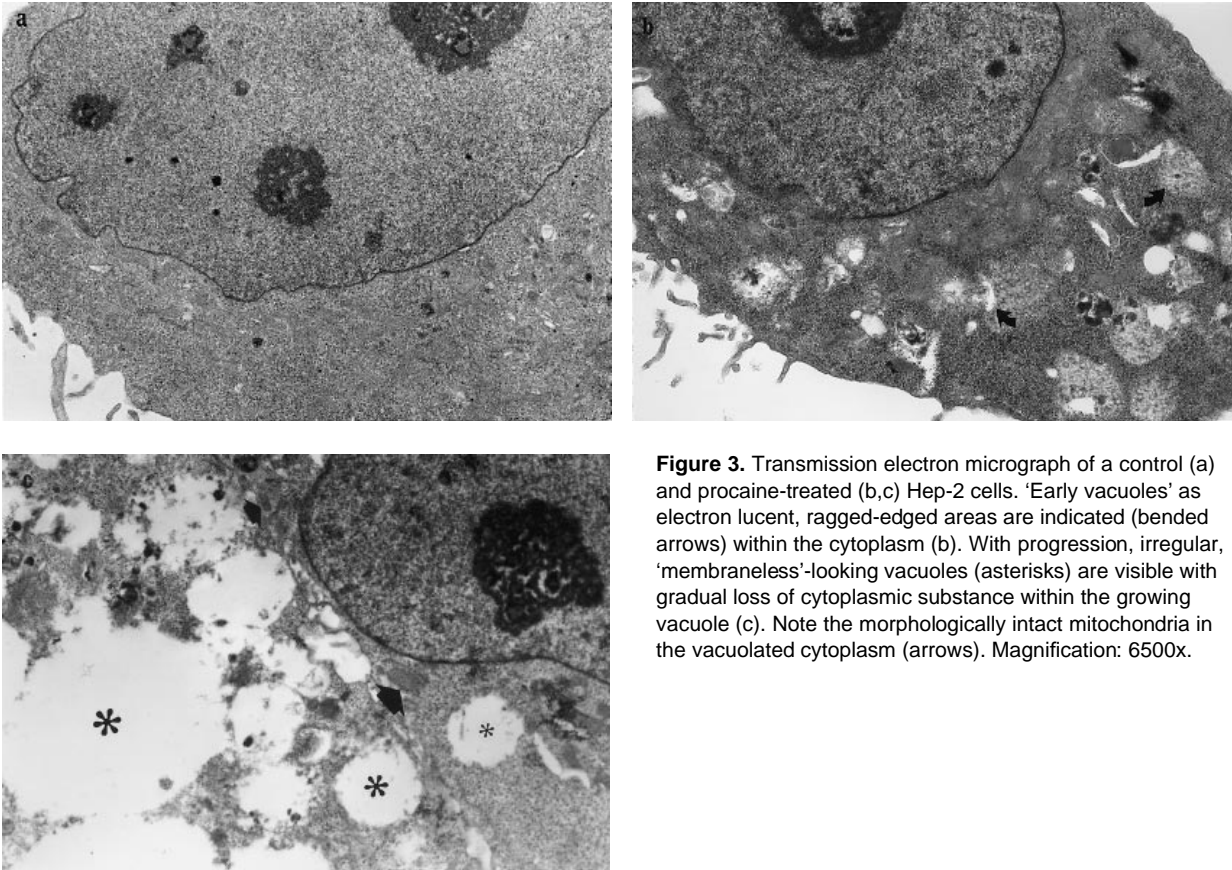 a
b
c
Figure 3. Transmission electron micrograph of a control (a)
and procaine-treated (b,c) Hep-2 cells. ‘Early vacuoles’ as
electron lucent, ragged-edged areas are indicated (bended
arrows) within the cytoplasm (b). With progression, irregular,
‘membraneless’-looking vacuoles (asterisks) are visible with
gradual loss of cytoplasmic substance within the growing
vacuole (c). Note the morphologically intact mitochondria in
the vacuolated cytoplasm (arrows). Magnification: 6500x.